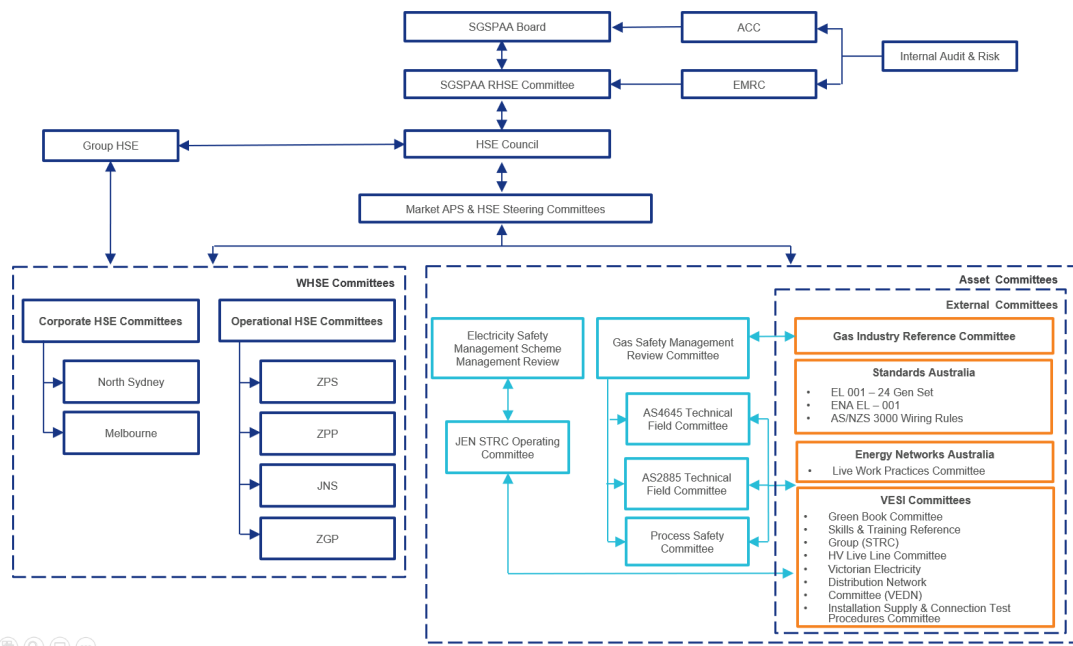 SGSPAA Board
ACC
Internal Audit & Risk
SGSPAA RHSE Committee
EMRC
Group HSE
HSE Council
Market APS & HSE Steering Committees
WHSE Committees
Corporate HSE Committees
North Sydney
Melbourne
Operational HSE Committees
ZPS
ZPP
JNS
ZGP
Asset Committees
External Committees
Electricity Safety
Management Scheme
Management Review
JEN STRC Operating
Committee
Gas Safety Management
Review Committee
AS4645 Technical
Field Committee
AS2885 Technical
Field Committee
Process Safety
Committee
Gas Industry Reference Committee
Standards Australia
• EL 001 – 24 Gen Set
• ENA EL – 001
• AS/NZS 3000 Wiring Rules
Energy Networks Australia
• Live Work Practices Committee
VESI Committees
• Green Book Committee
• Skills & Training Reference
• Group (STRC)
• HV Live Line Committee
• Victorian Electricity
• Distribution Network
• Committee (VEDN)
• Installation Supply & Connection Test
Procedures Committee